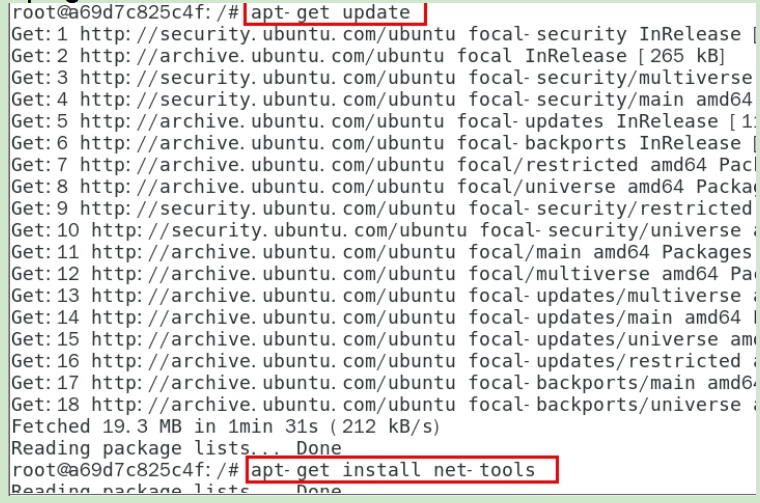 root@a69d7c825c4f:/# apt-get update
Get:1 http://security.ubuntu.com/ubuntu focal-security InRelease [
Get:2 http://archive.ubuntu.com/ubuntu focal InRelease [265 kB]
Get:3 http://security.ubuntu.com/ubuntu focal-security/multiverse
Get:4 http://security.ubuntu.com/ubuntu focal-security/main amd64
Get:5 http://archive.ubuntu.com/ubuntu focal-updates InRelease [1
Get:6 http://archive.ubuntu.com/ubuntu focal-backports InRelease [
Get:7 http://archive.ubuntu.com/ubuntu focal/restricted amd64 Pac
Get:8 http://archive.ubuntu.com/ubuntu focal/universe amd64 Packa
Get:9 http://security.ubuntu.com/ubuntu focal-security/restricted
Get:10 http://security.ubuntu.com/ubuntu focal-security/universe
Get:11 http://archive.ubuntu.com/ubuntu focal/main amd64 Packages
Get:12 http://archive.ubuntu.com/ubuntu focal/multiverse amd64 Pa
Get:13 http://archive.ubuntu.com/ubuntu focal-updates/multiverse
Get:14 http://archive.ubuntu.com/ubuntu focal-updates/main amd64
Get:15 http://archive.ubuntu.com/ubuntu focal-updates/universe am
Get:16 http://archive.ubuntu.com/ubuntu focal-updates/restricted
Get:17 http://archive.ubuntu.com/ubuntu focal-backports/main amd6
Get:18 http://archive.ubuntu.com/ubuntu focal-backports/universe
Fetched 19.3 MB in 1min 31s (212 kB/s)
Reading package lists... Done
root@a69d7c825c4f:/# apt-get install net-tools
Reading package lists... Done